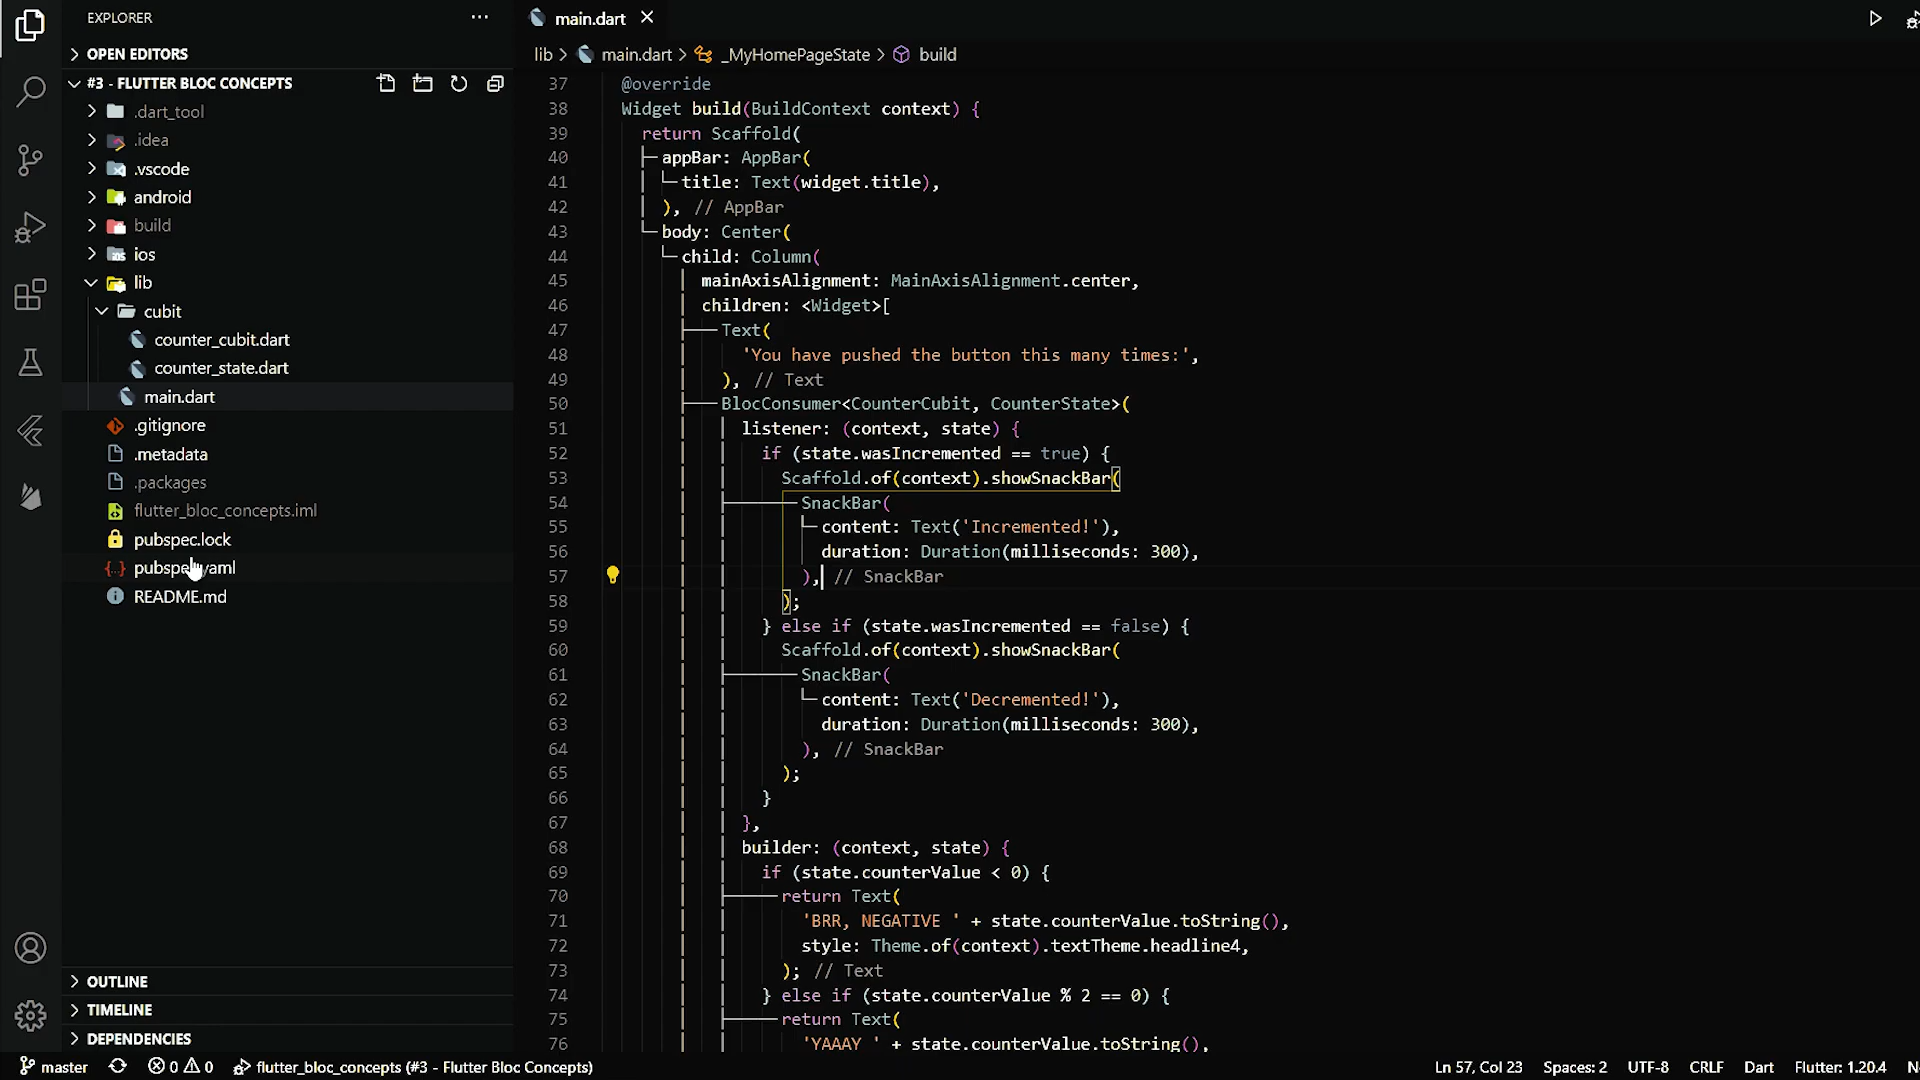 EXPLORER
OPEN EDITORS
#3 - FLUTTER BLOC CONCEPTS
.dart_tool
.idea
.vscode
android
build
ios
lib
cubit
counter_cubit.dart
counter_state.dart
main.dart
.gitignore
.metadata
.packages
flutter_bloc_concepts.iml
pubspec.lock
README.md
OUTLINE
TIMELINE
DEPENDENCIES
main.dart
lib > main.dart > _MyHomePageState > build
37 @override
38 Widget build(BuildContext context) {
39 return Scaffold(
40 appBar: AppBar(
41 title: Text(widget.title),
42 ), // AppBar
43 body: Center(
44 child: Column(
45 mainAxisAlignment: MainAxisAlignment.center,
46 children: <Widget>[
47 Text(
48 'You have pushed the button this many times:',
49 ), // Text
50 BlocConsumer<CounterCubit, CounterState>(
51 listener: (context, state) {
52 if (state.wasIncremented == true) {
53 Scaffold.of(context).showSnackBar(
54 SnackBar(
55 content: Text('Incremented!'),
56 duration: Duration(milliseconds: 300),
57 ), // SnackBar
58 );
59 } else if (state.wasIncremented == false) {
60 Scaffold.of(context).showSnackBar(
61 SnackBar(
62 content: Text('Decremented!'),
63 duration: Duration(milliseconds: 300),
64 ), // SnackBar
65 );
66 }
67 },
68 builder: (context, state) {
69 if (state.counterValue < 0) {
70 return Text(
71 'BRR, NEGATIVE ' + state.counterValue.toString(),
72 style: Theme.of(context).textTheme.headline4,
73 ); // Text
74 } else if (state.counterValue % 2 == 0) {
75 return Text(
76 'YAAAY ' + state.counterValue.toString(),
master 0 0 flutter_bloc_concepts (#3 - Flutter Bloc Concepts) Ln 57, Col 23 Spaces: 2 UTF-8 CRLF Dart Flutter: 1.20.4